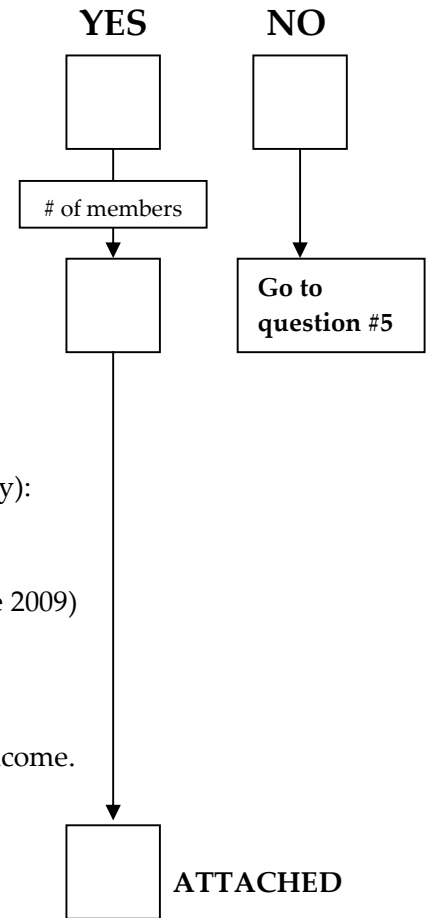 YES NO
# of members
Go to
question #5
y):
2009)
come.
ATTACHED